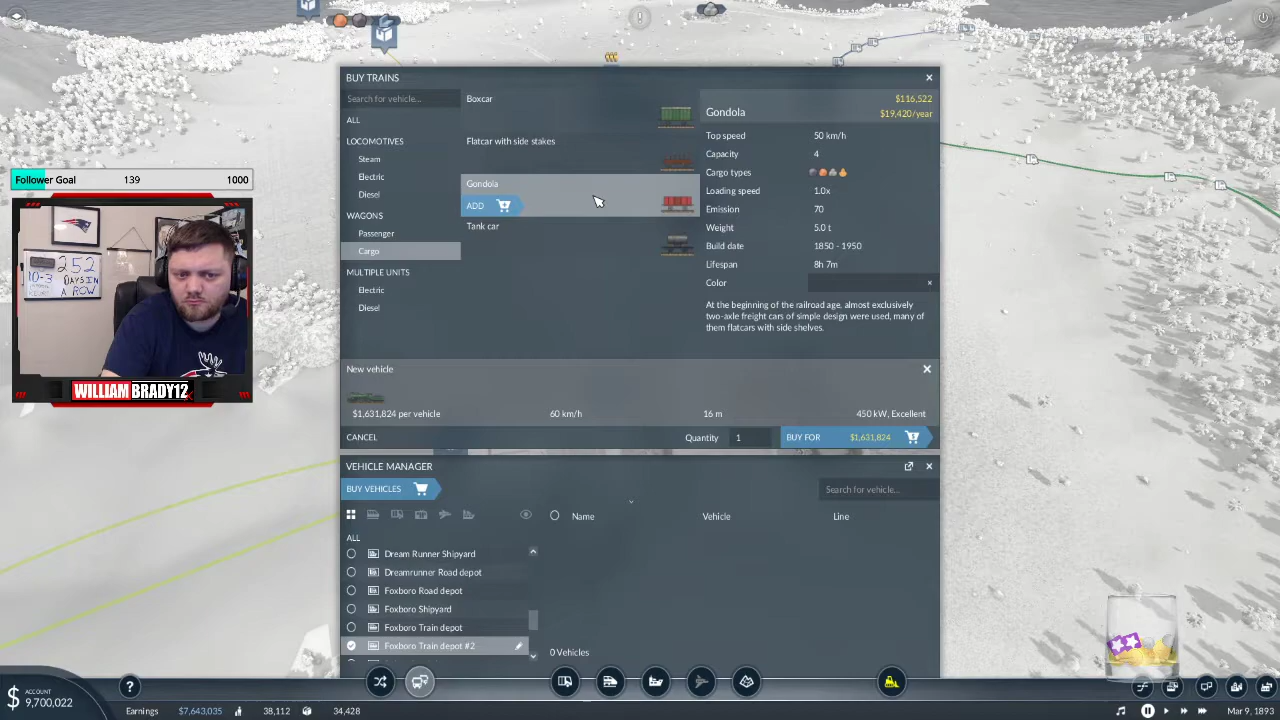 BUY TRAINS
Search for vehicle...
ALL
LOCOMOTIVES
Steam
Electric
Diesel
WAGONS
Passenger
Cargo
MULTIPLE UNITS
Electric
Diesel
Boxcar
Flatcar with side stakes
Gondola
ADD
Tank car
$116,522
Gondola
$19,420/year
Top speed 50 km/h
Capacity 4
Cargo types
Loading speed 1.0x
Emission 70
Weight 5.0 t
Build date 1850 - 1950
Lifespan 8h 7m
Color
At the beginning of the railroad age, almost exclusively
two-axle freight cars of simple design were used, many of
them flatcars with side shelves.
New vehicle
$1,631,824 per vehicle 60 km/h 16 m 450 kW, Excellent
CANCEL Quantity 1 BUY FOR $1,631,824
VEHICLE MANAGER
BUY VEHICLES
Search for vehicle...
Name Vehicle Line
ALL
Dream Runner Shipyard
Dreamrunner Road depot
Foxboro Road depot
Foxboro Shipyard
Foxboro Train depot
Foxboro Train depot #2
0 Vehicles
Follower Goal 139 1000
252
10-3 DAYS
IN
A ROW
WILLIAM BRADY12
$ ACCOUNT
9,700,022
?
Earnings $7,643,035 38,112 34,428
Mar 9, 1893